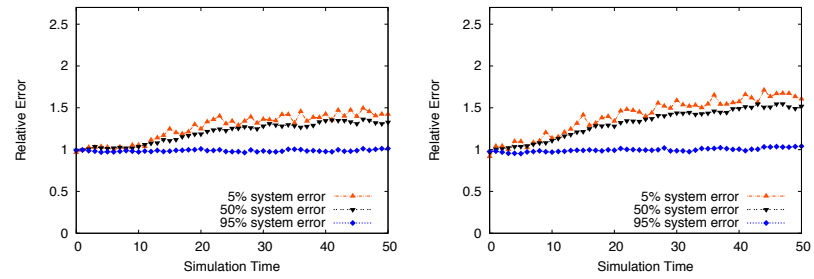 2.5
2
1.5
1
0.5
0
Relative Error
5% system error
50% system error
95% system error
0 10 20 30 40 50
Simulation Time
2.5
2
1.5
1
0.5
0
Relative Error
5% system error
50% system error
95% system error
0 10 20 30 40 50
Simulation Time